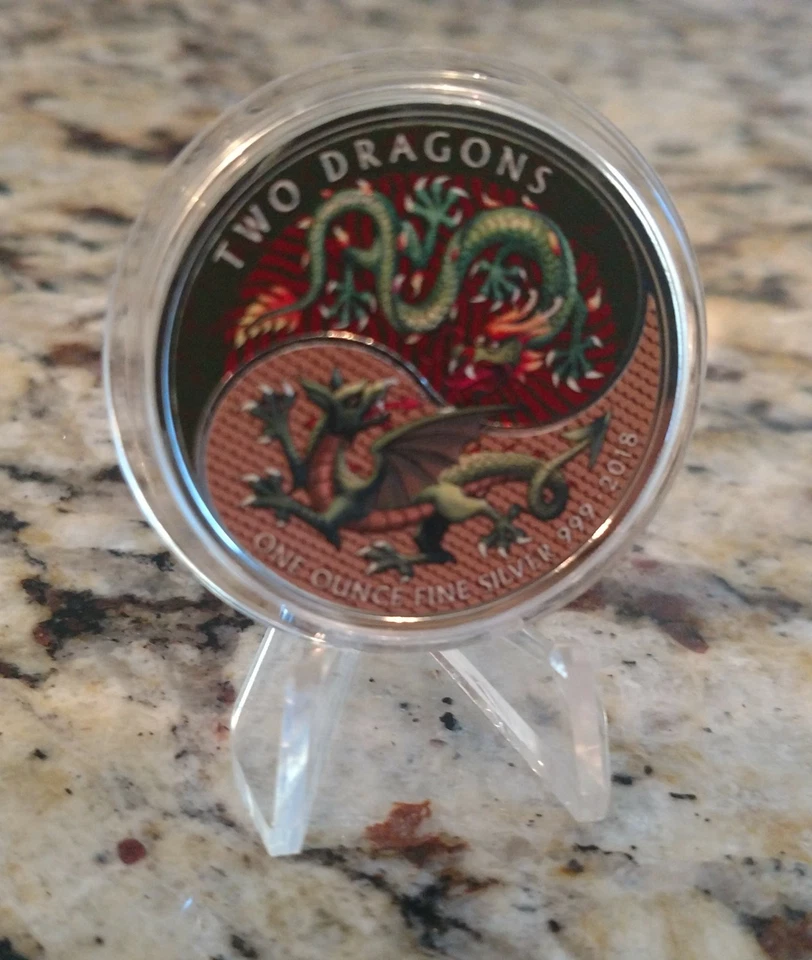 TWO DRAGONS
ONE OUNCE FINE SILVER 999 · 2018